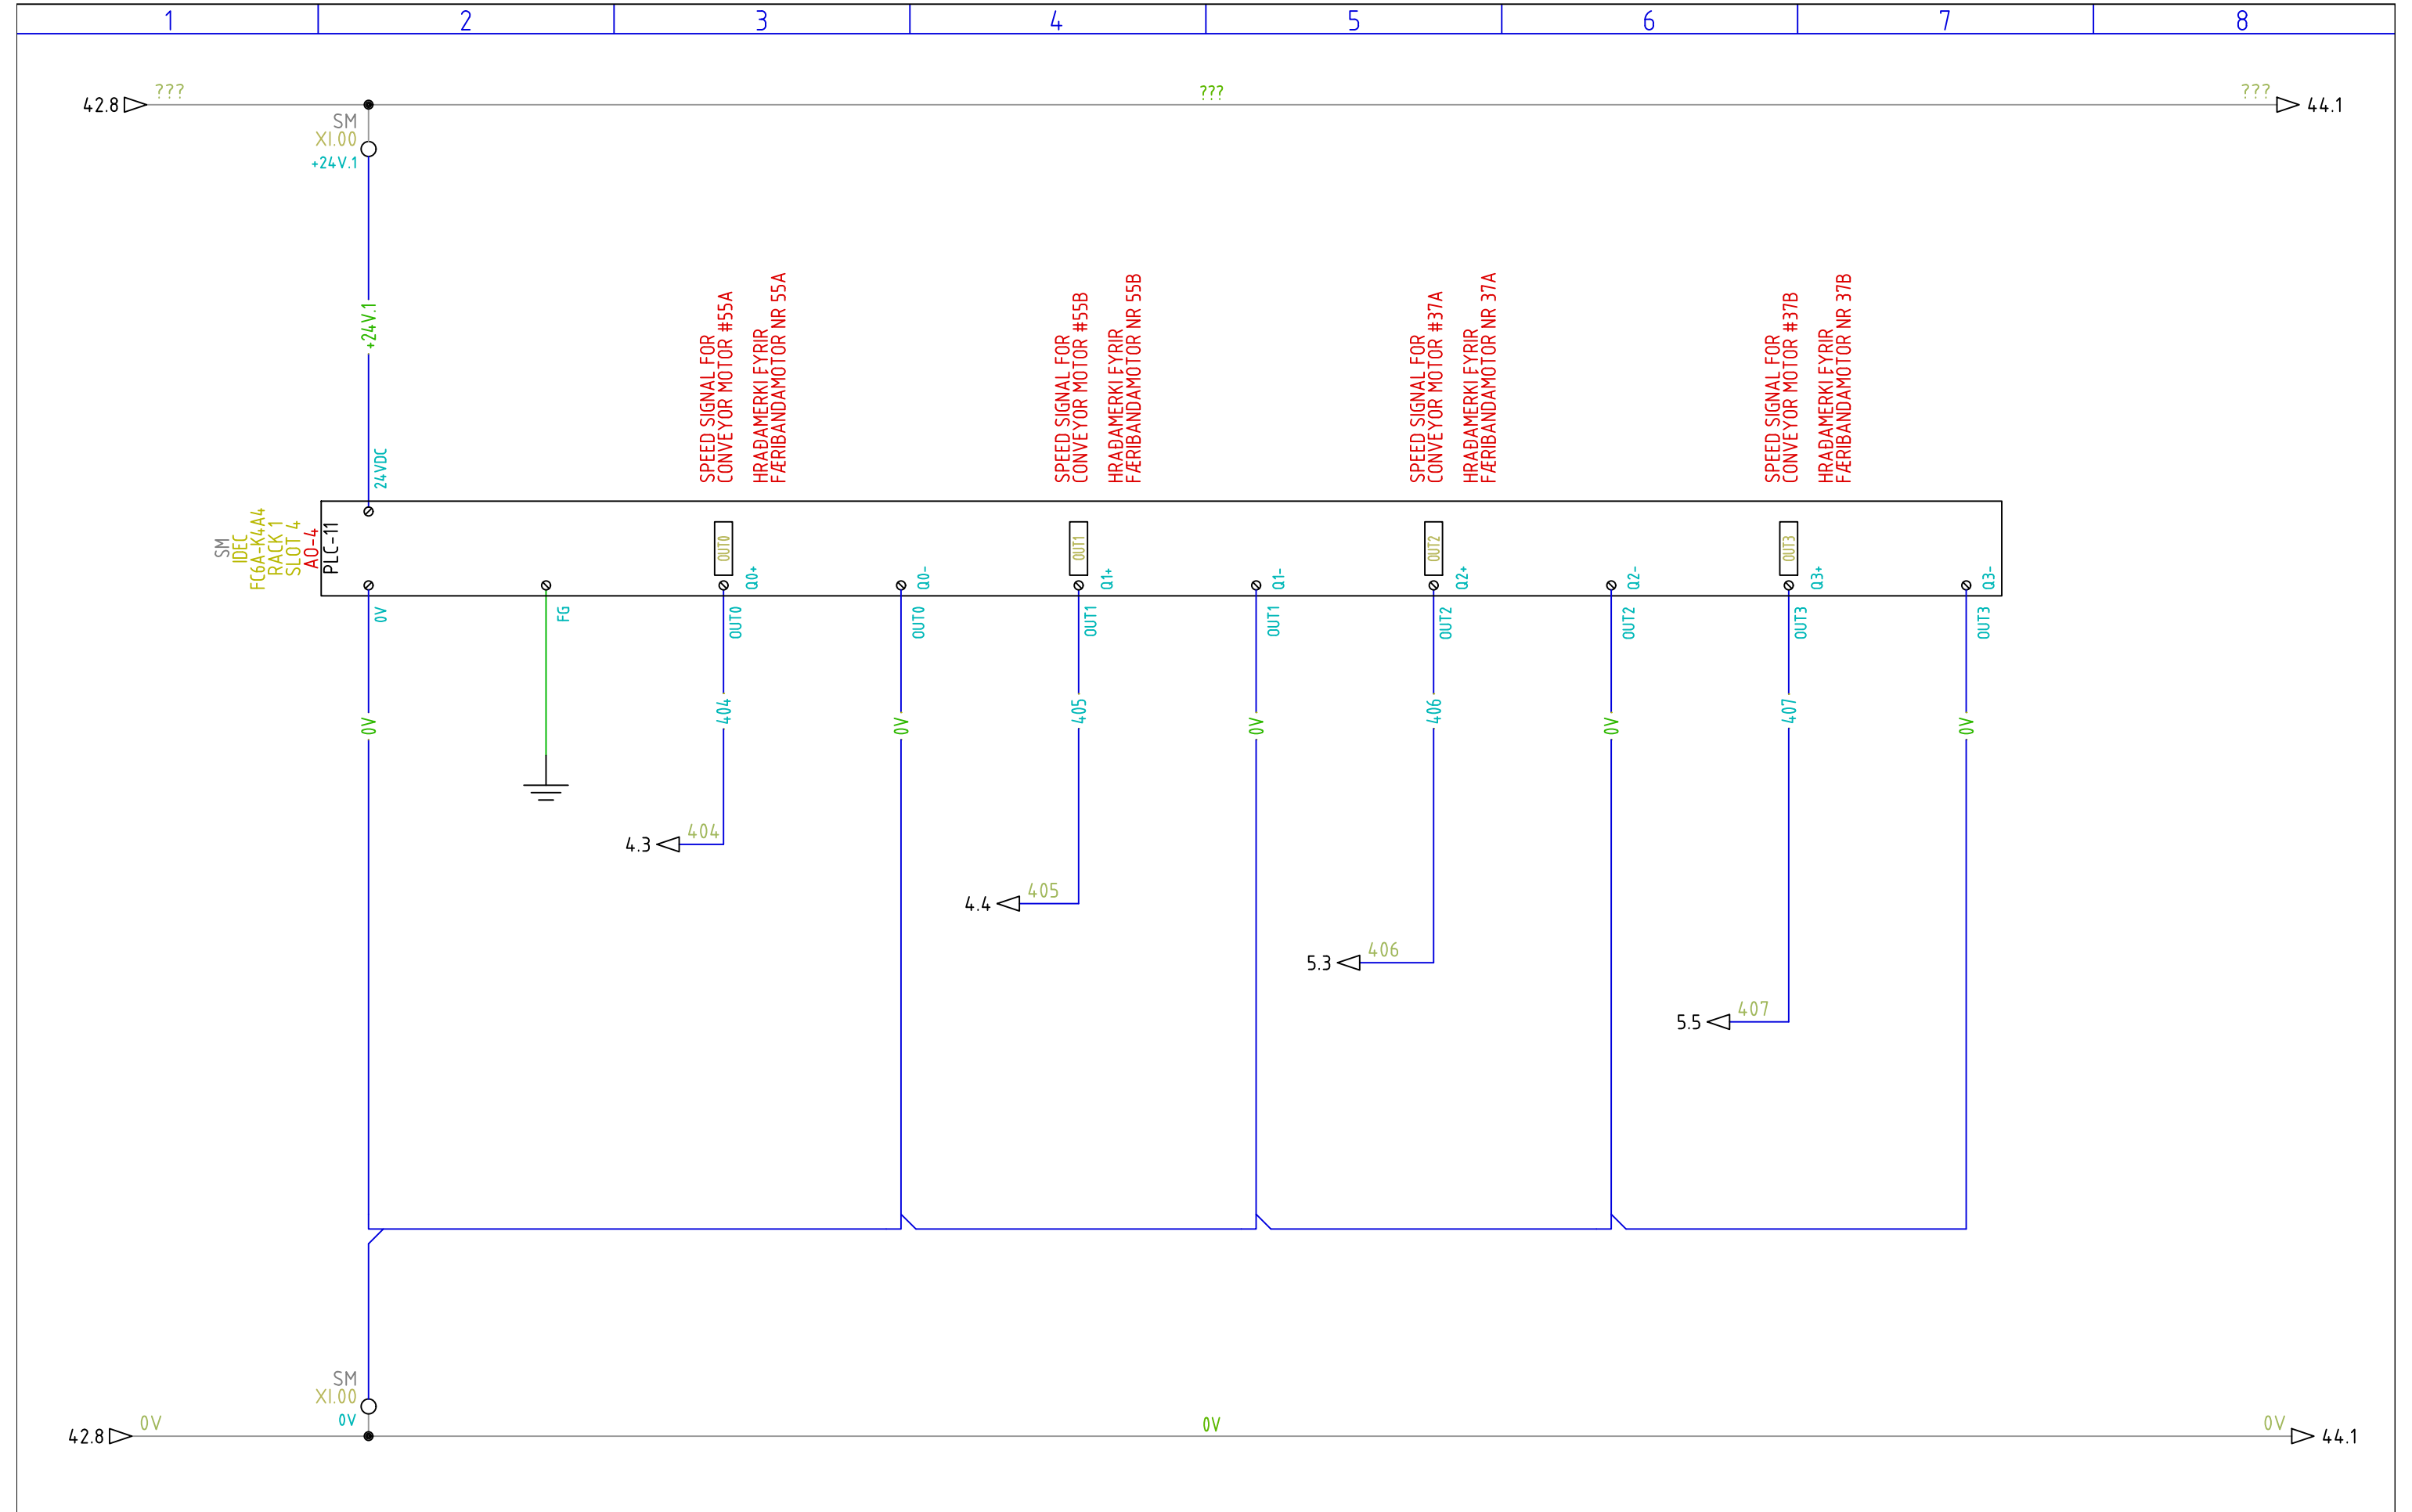 1 2 3 4 5 6 7 8
42.8 ??? ??? ??? 44.1
SM
XI.00
+24V.1
+24V.1
24VDC
SPEED SIGNAL FOR
CONVEYOR MOTOR #55A
HRAÐAMERKI FYRIR
FÆRIBANDAMOTOR NR 55A
SPEED SIGNAL FOR
CONVEYOR MOTOR #55B
HRAÐAMERKI FYRIR
FÆRIBANDAMOTOR NR 55B
SPEED SIGNAL FOR
CONVEYOR MOTOR #37A
HRAÐAMERKI FYRIR
FÆRIBANDAMOTOR NR 37A
SPEED SIGNAL FOR
CONVEYOR MOTOR #37B
HRAÐAMERKI FYRIR
FÆRIBANDAMOTOR NR 37B
SM
IDEC
FC6A-K4A4
RACK 1
SLOT 4
AO-4
PLC-11
OUT0 OUT1 OUT2 OUT3
Q0+ Q0- Q1+ Q1- Q2+ Q2- Q3+ Q3-
0V FG OUT0 OUT0 OUT1 OUT1 OUT2 OUT2 OUT3 OUT3
0V 404 0V 405 0V 406 0V 407 0V
4.3 404
4.4 405
5.3 406
5.5 407
SM
XI.00
0V
42.8 0V 0V 0V 44.1